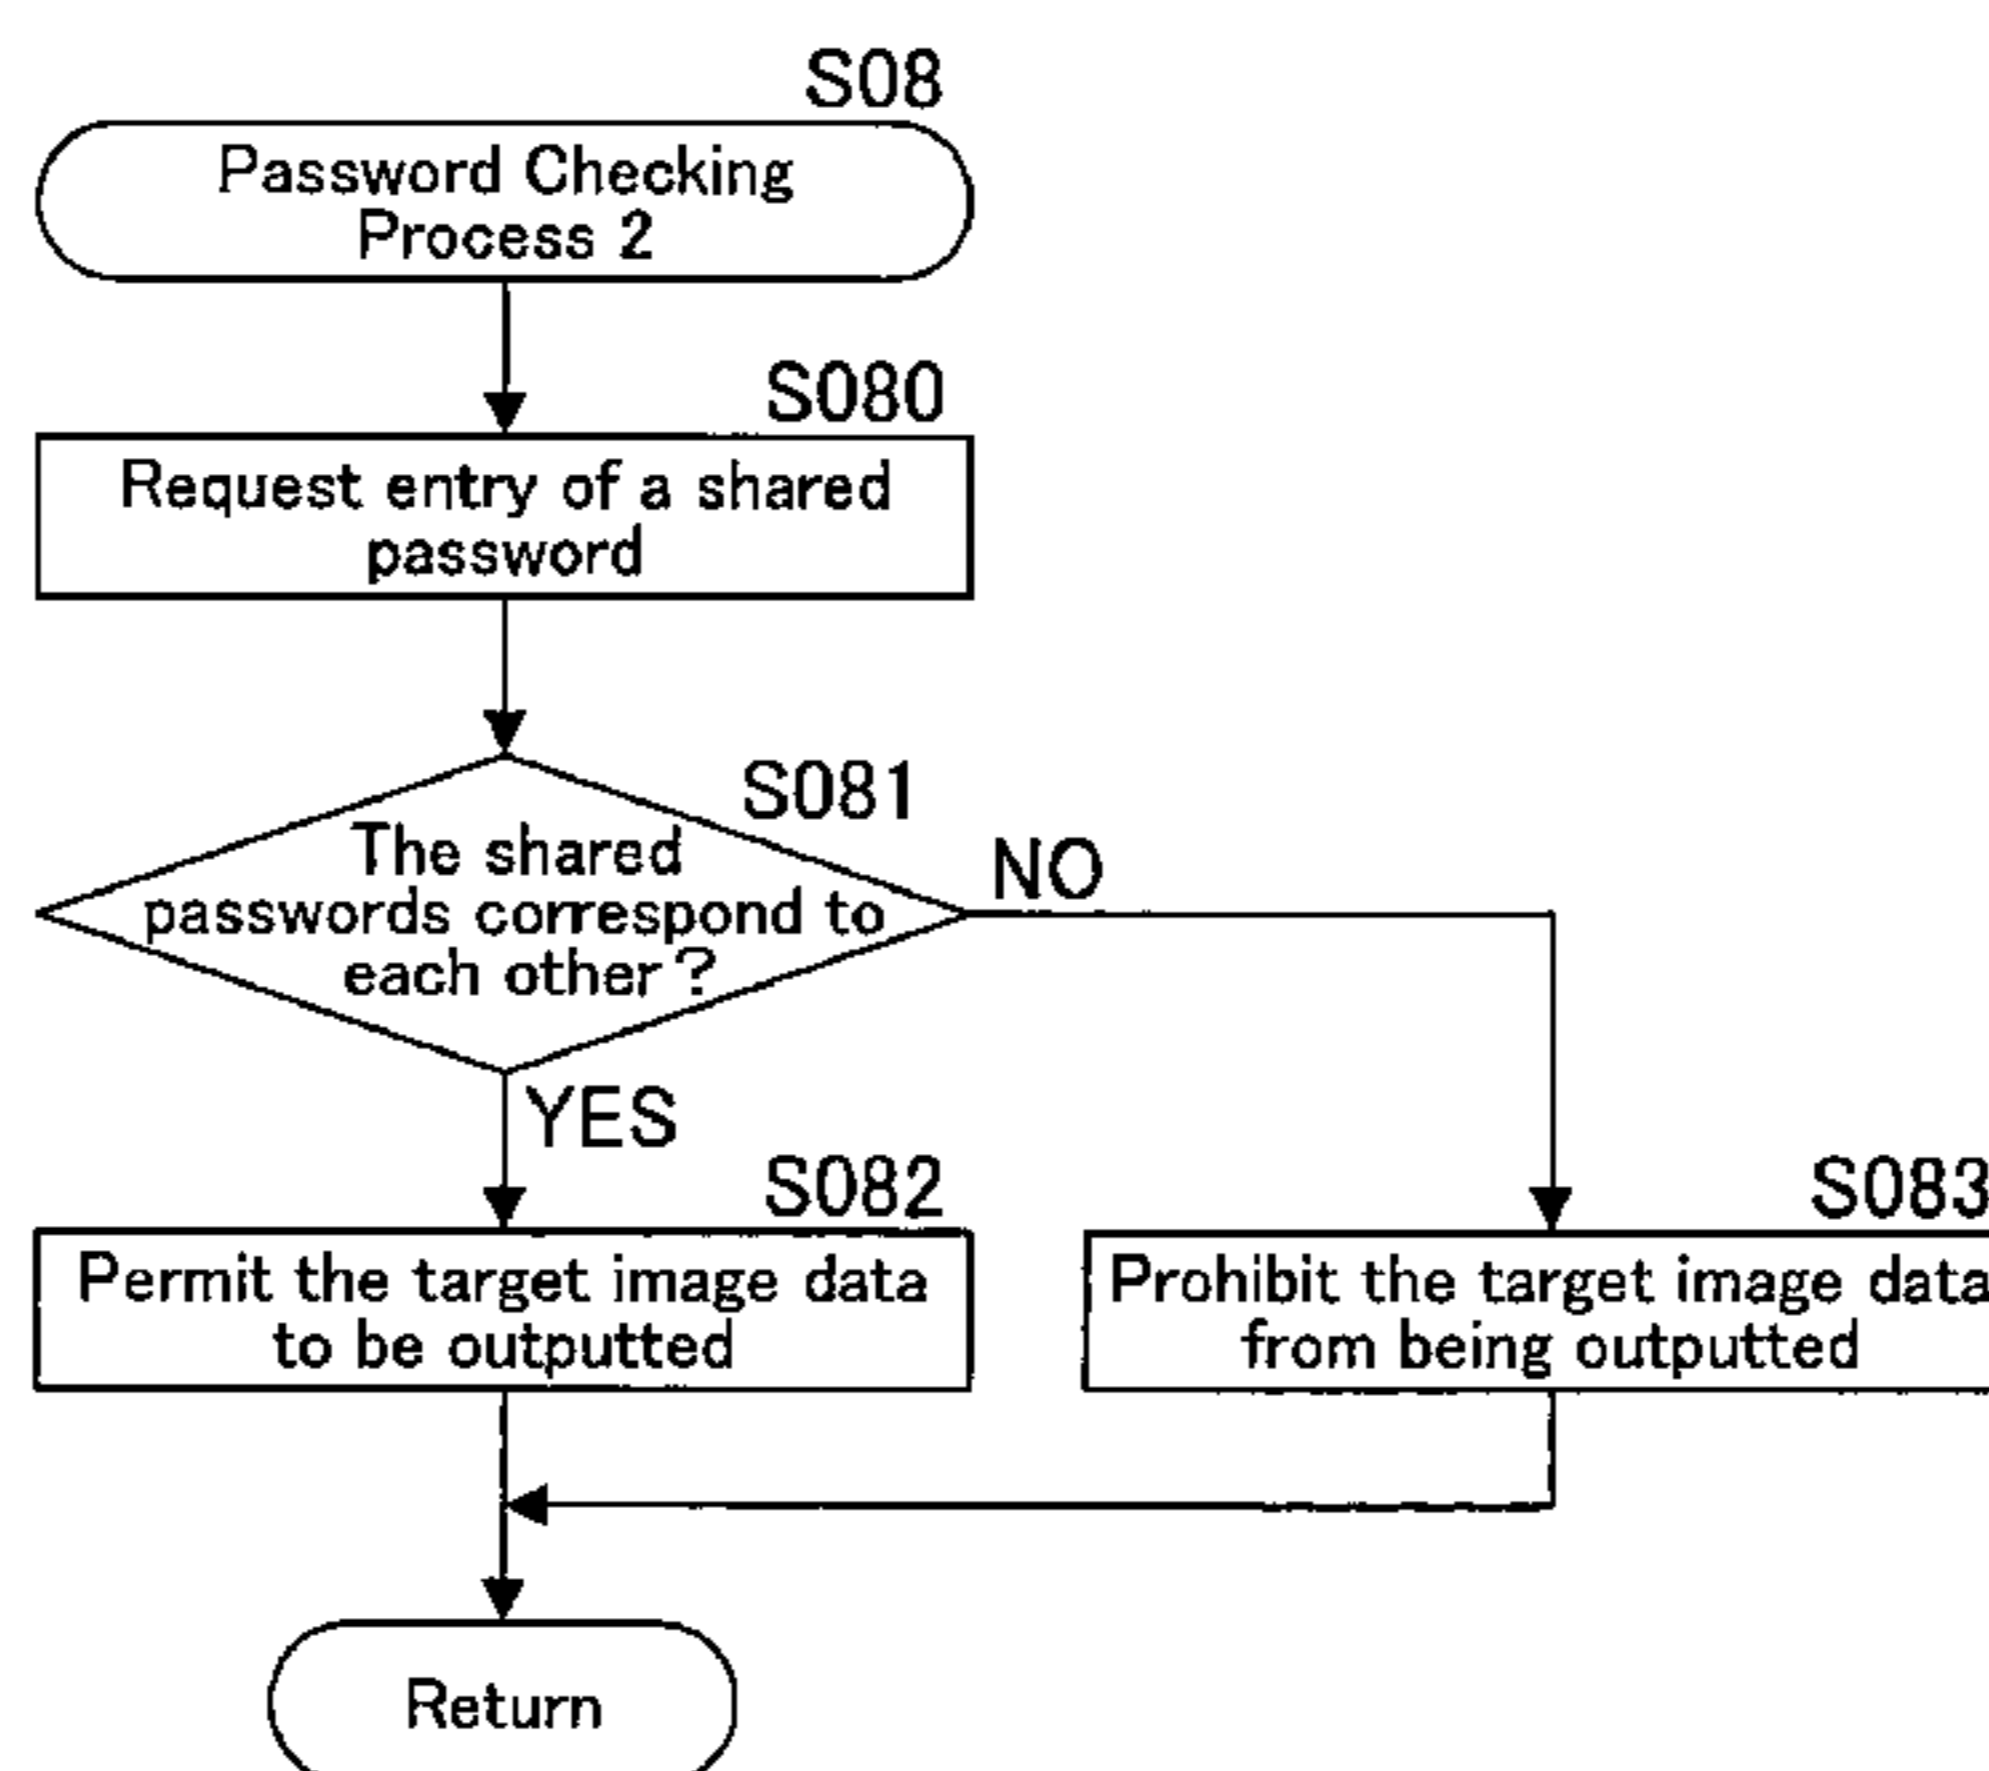 S08
Password Checking
Process 2
S080
Request entry of a shared
password
S081
The shared
passwords correspond to
each other?
NO
YES
S082
Permit the target image data
to be outputted
S083
Prohibit the target image data
from being outputted
Return